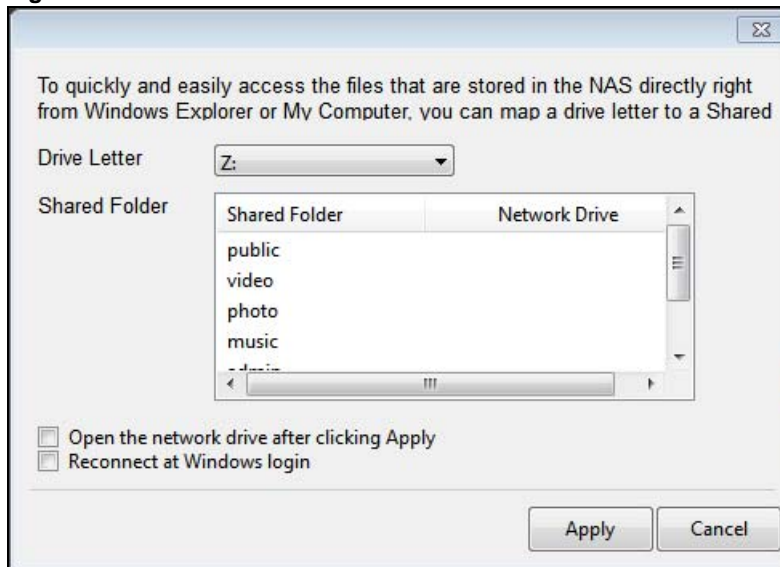 To quickly and easily access the files that are stored in the NAS directly right
from Windows Explorer or My Computer, you can map a drive letter to a Shared
Drive Letter
Z:
Shared Folder
Shared Folder Network Drive
public
video
photo
music
admin
Open the network drive after clicking Apply
Reconnect at Windows login
Apply Cancel